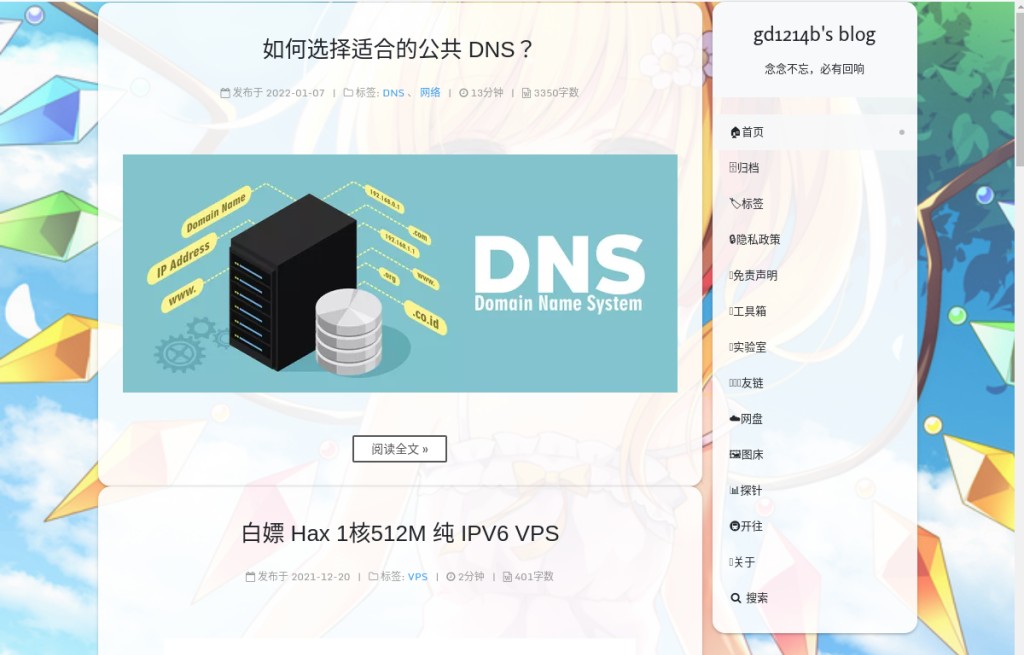 如何选择适合的公共 DNS？
发布于 2022-01-07 | 标签: DNS 、 网络 | 13分钟 | 3350字数
Domain Name
IP Address
www.
192.168.0.1
.com
192.168.1.1
.org
www.
.co.id
DNS
Domain Name System
阅读全文 »
白嫖 Hax 1核512M 纯 IPV6 VPS
发布于 2021-12-20 | 标签: VPS | 2分钟 | 401字数
gd1214b's blog
念念不忘，必有回响
首页
归档
标签
隐私政策
免责声明
工具箱
实验室
友链
网盘
图床
探针
开往
关于
搜索